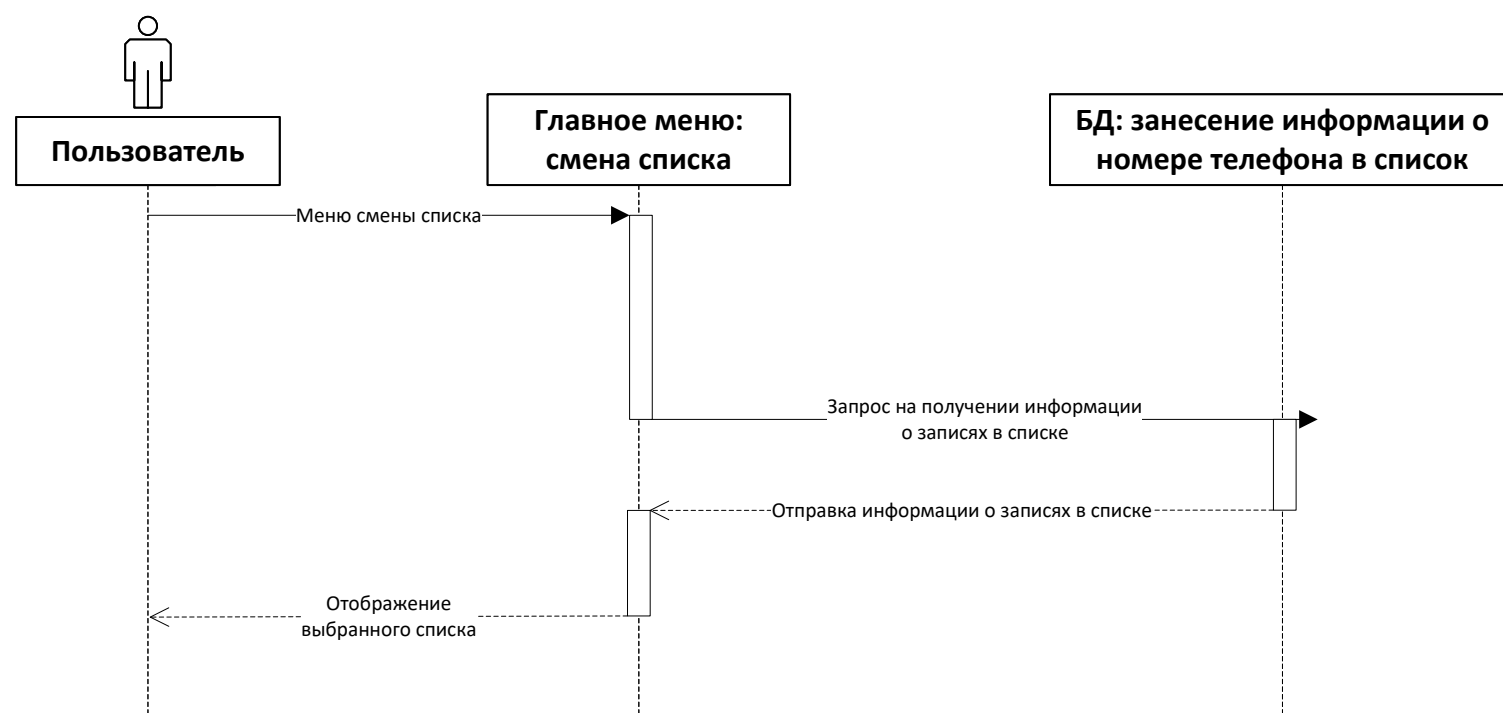 Пользователь
Главное меню:
смена списка
БД: занесение информации о
номере телефона в список
Меню смены списка
Запрос на получении информации
о записях в списке
Отправка информации о записях в списке
Отображение
выбранного списка